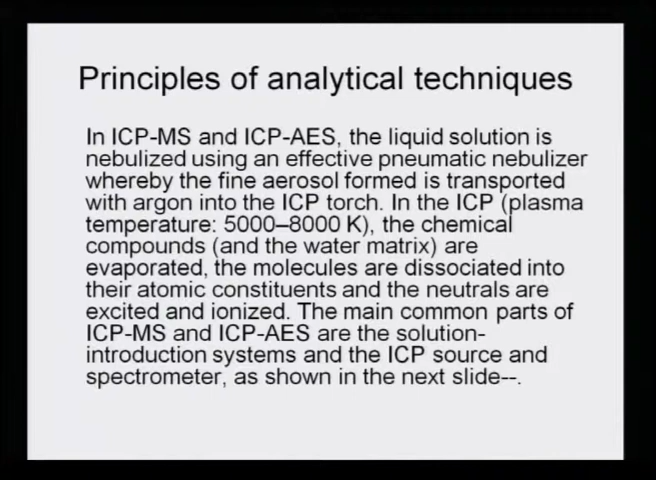 Principles of analytical techniques
In ICP-MS and ICP-AES, the liquid solution is
nebulized using an effective pneumatic nebulizer
whereby the fine aerosol formed is transported
with argon into the ICP torch. In the ICP (plasma
temperature: 5000–8000 K), the chemical
compounds (and the water matrix) are
evaporated, the molecules are dissociated into
their atomic constituents and the neutrals are
excited and ionized. The main common parts of
ICP-MS and ICP-AES are the solution-
introduction systems and the ICP source and
spectrometer, as shown in the next slide--.